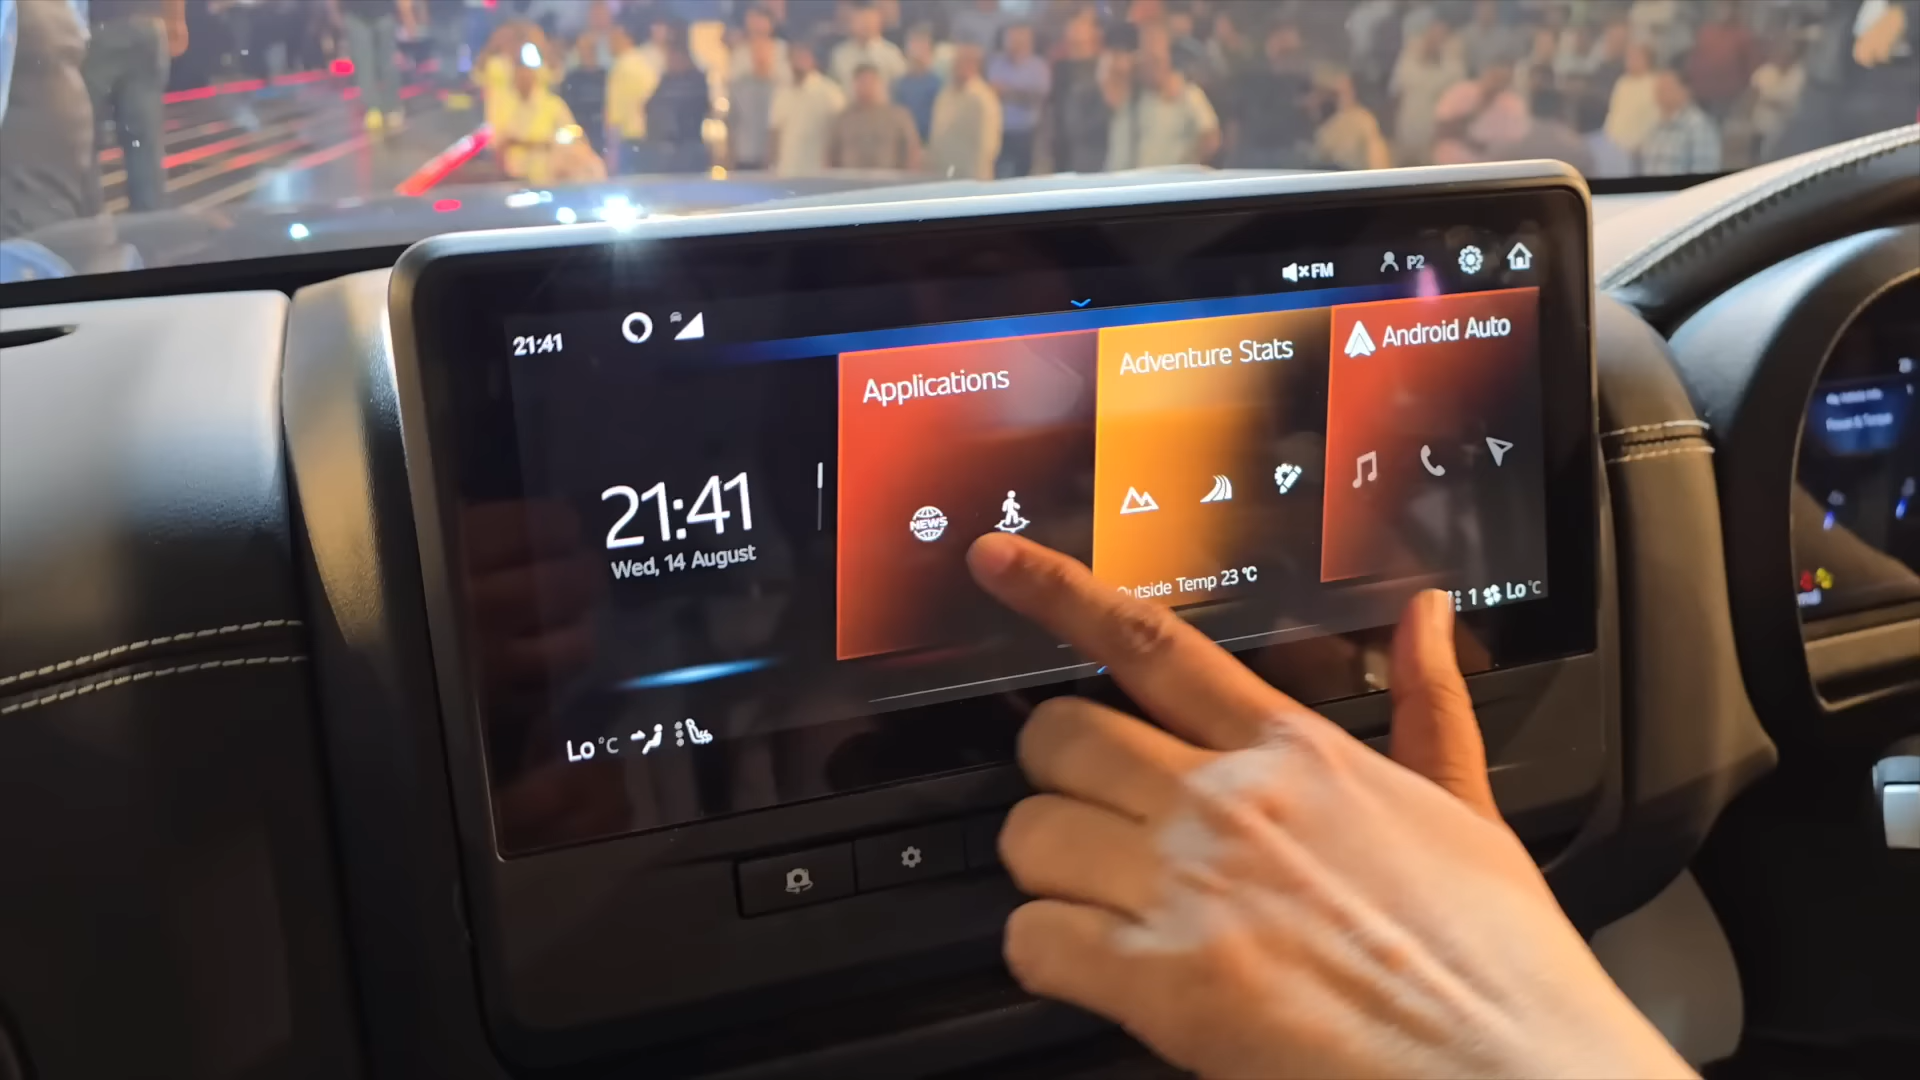 FM
P2
21:41
Applications
Adventure Stats
Android Auto
NEWS
21:41
Wed, 14 August
Outside Temp 23 °C
1 Lo °C
Lo °C